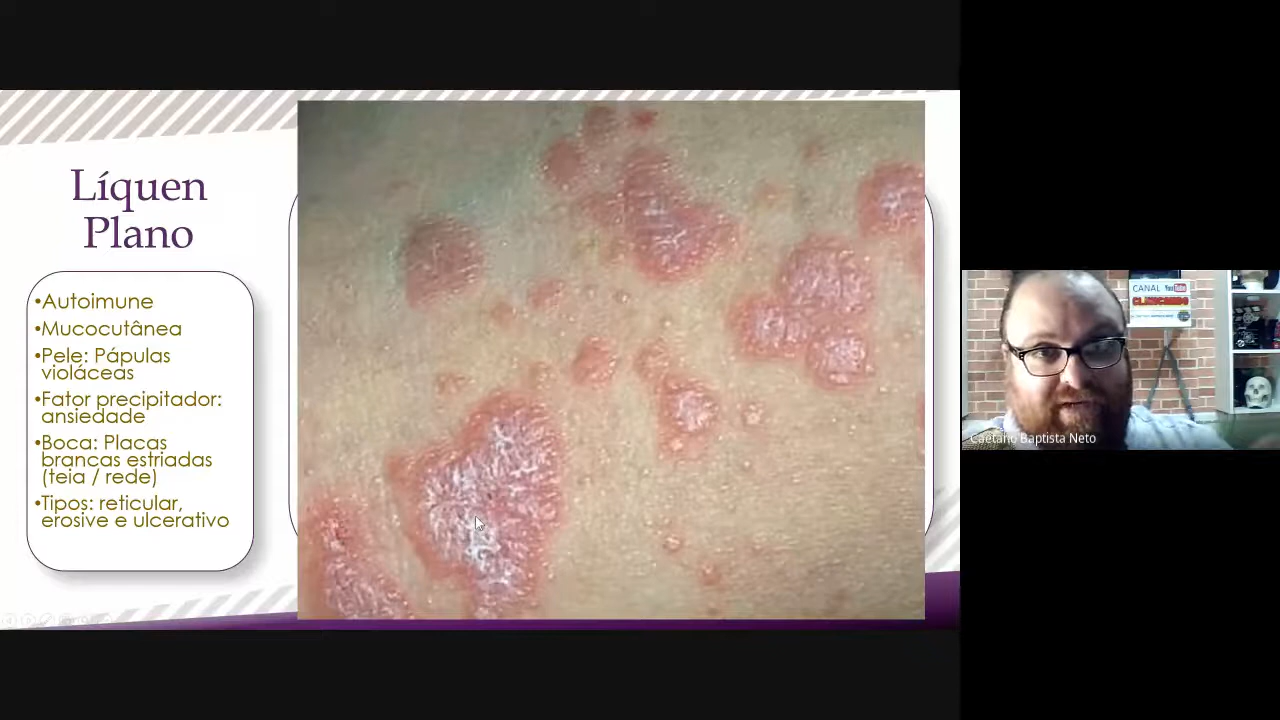 Líquen
Plano
•Autoimune
•Mucocutânea
•Pele: Pápulas
violáceas
•Fator precipitador:
ansiedade
•Boca: Placas
brancas estriadas
(teia / rede)
•Tipos: reticular,
erosive e ulcerativo
CANAL YouTube
Caetano Baptista Neto